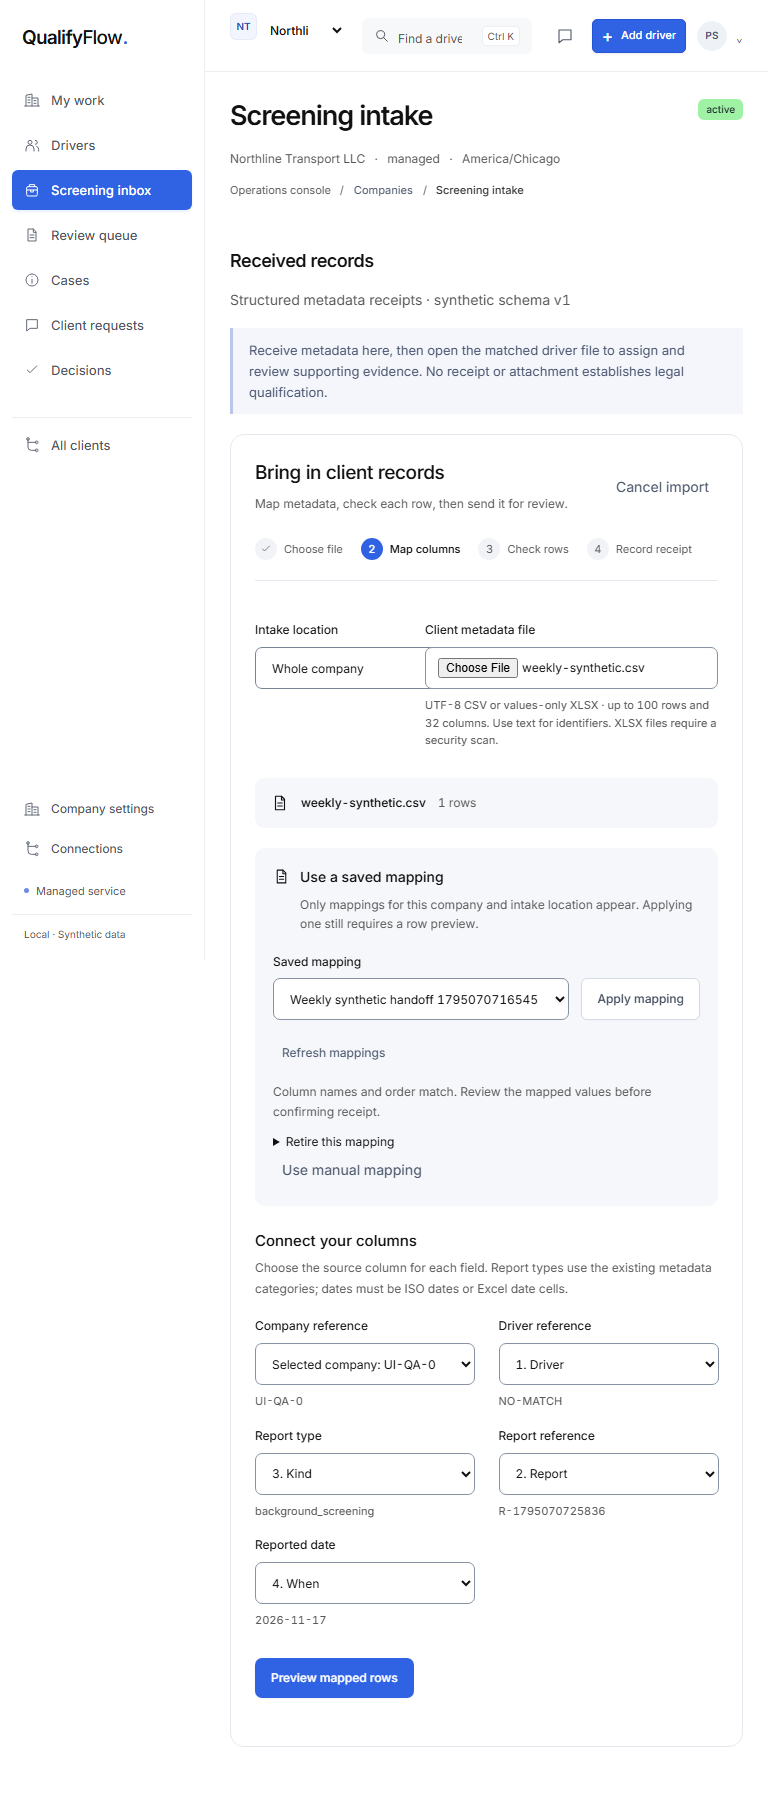 QualifyFlow.
My work
Drivers
Screening inbox
Review queue
Cases
Client requests
Decisions
All clients
Company settings
Connections
Managed service
Local · Synthetic data
NT
Northli
Find a drive
Ctrl K
+ Add driver
PS
Screening intake
active
Northline Transport LLC · managed · America/Chicago
Operations console / Companies / Screening intake
Received records
Structured metadata receipts · synthetic schema v1
Receive metadata here, then open the matched driver file to assign and
review supporting evidence. No receipt or attachment establishes legal
qualification.
Bring in client records
Map metadata, check each row, then send it for review.
Cancel import
Choose file
2 Map columns
3 Check rows
4 Record receipt
Intake location
Whole company
Client metadata file
Choose File weekly-synthetic.csv
UTF-8 CSV or values-only XLSX · up to 100 rows and
32 columns. Use text for identifiers. XLSX files require a
security scan.
weekly-synthetic.csv 1 rows
Use a saved mapping
Only mappings for this company and intake location appear. Applying
one still requires a row preview.
Saved mapping
Weekly synthetic handoff 1795070716545
Apply mapping
Refresh mappings
Column names and order match. Review the mapped values before
confirming receipt.
Retire this mapping
Use manual mapping
Connect your columns
Choose the source column for each field. Report types use the existing metadata
categories; dates must be ISO dates or Excel date cells.
Company reference
Selected company: UI-QA-0
UI-QA-0
Driver reference
1. Driver
NO-MATCH
Report type
3. Kind
background_screening
Report reference
2. Report
R-1795070725836
Reported date
4. When
2026-11-17
Preview mapped rows